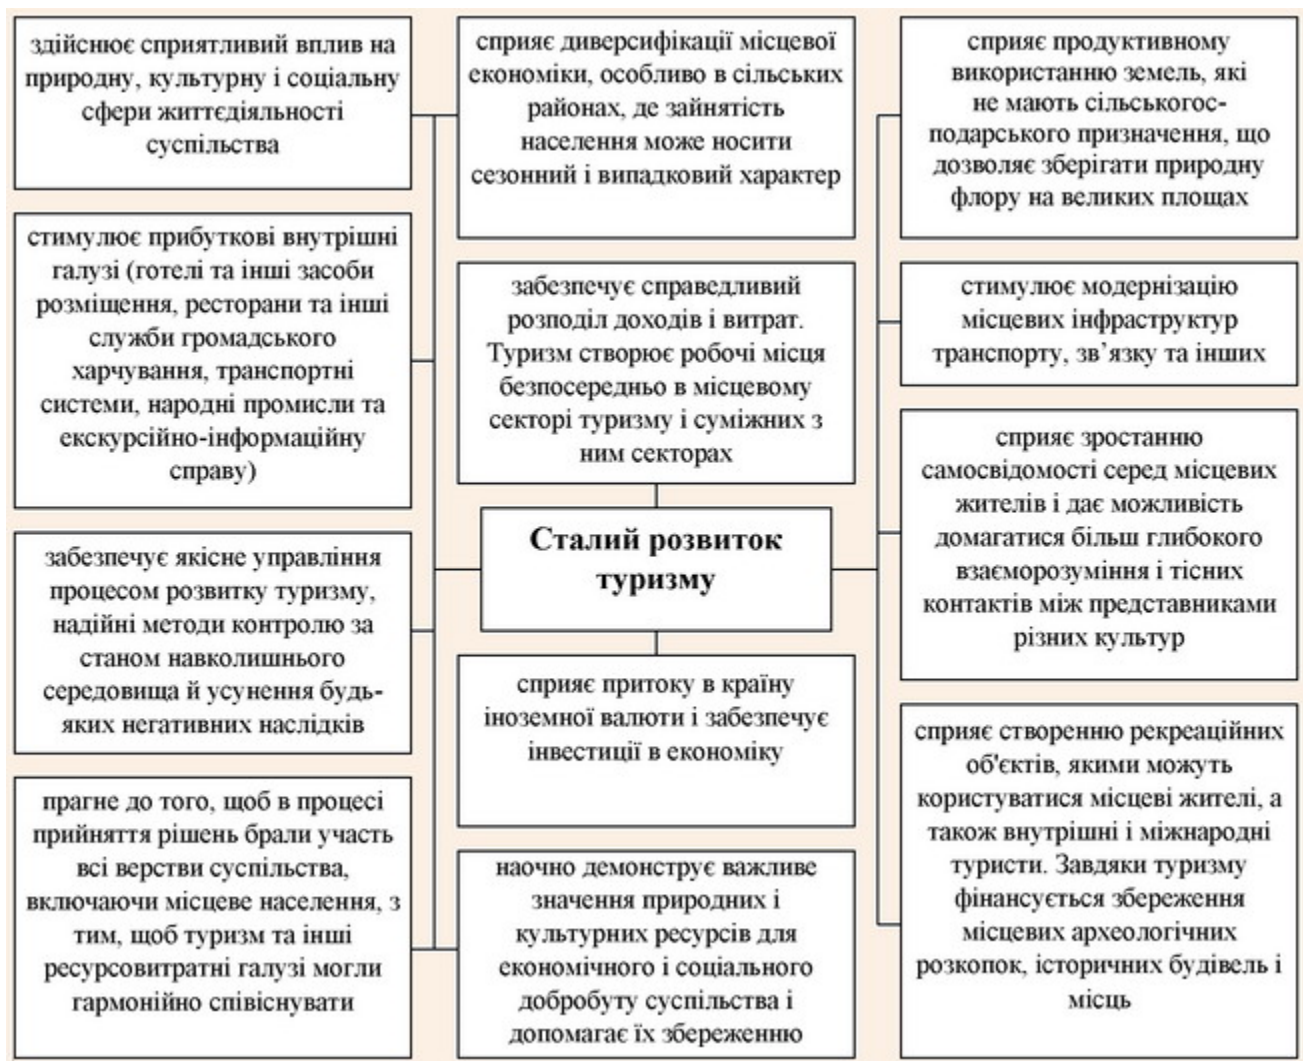 здійснює сприятливий вплив на
природну, культурну і соціальну
сфери життєдіяльності
суспільства
стимулює прибуткові внутрішні
галузі (готелі та інші засоби
розміщення, ресторани та інші
служби громадського
харчування, транспортні
системи, народні промисли та
екскурсійно-інформаційну
справу)
забезпечує якісне управління
процесом розвитку туризму,
надійні методи контролю за
станом навколишнього
середовища й усунення будь-
яких негативних наслідків
прагне до того, щоб в процесі
прийняття рішень брали участь
всі верстви суспільства,
включаючи місцеве населення, з
тим, щоб туризм та інші
ресурсовитратні галузі могли
гармонійно співіснувати
сприяє диверсифікації місцевої
економіки, особливо в сільських
районах, де зайнятість
населення може носити
сезонний і випадковий характер
забезпечує справедливий
розподіл доходів і витрат.
Туризм створює робочі місця
безпосередньо в місцевому
секторі туризму і суміжних з
ним секторах
Сталий розвиток
туризму
сприяє притоку в країну
іноземної валюти і забезпечує
інвестиції в економіку
наочно демонструє важливе
значення природних і
культурних ресурсів для
економічного і соціального
добробуту суспільства і
допомагає їх збереженню
сприяє продуктивному
використанню земель, які
не мають сільськогос-
подарського призначення, що
дозволяє зберігати природну
флору на великих площах
стимулює модернізацію
місцевих інфраструктур
транспорту, зв’язку та інших
сприяє зростанню
самосвідомості серед місцевих
жителів і дає можливість
домагатися більш глибокого
взаєморозуміння і тісних
контактів між представниками
різних культур
сприяє створенню рекреаційних
об'єктів, якими можуть
користуватися місцеві жителі, а
також внутрішні і міжнародні
туристи. Завдяки туризму
фінансується збереження
місцевих археологічних
розкопок, історичних будівель і
місць